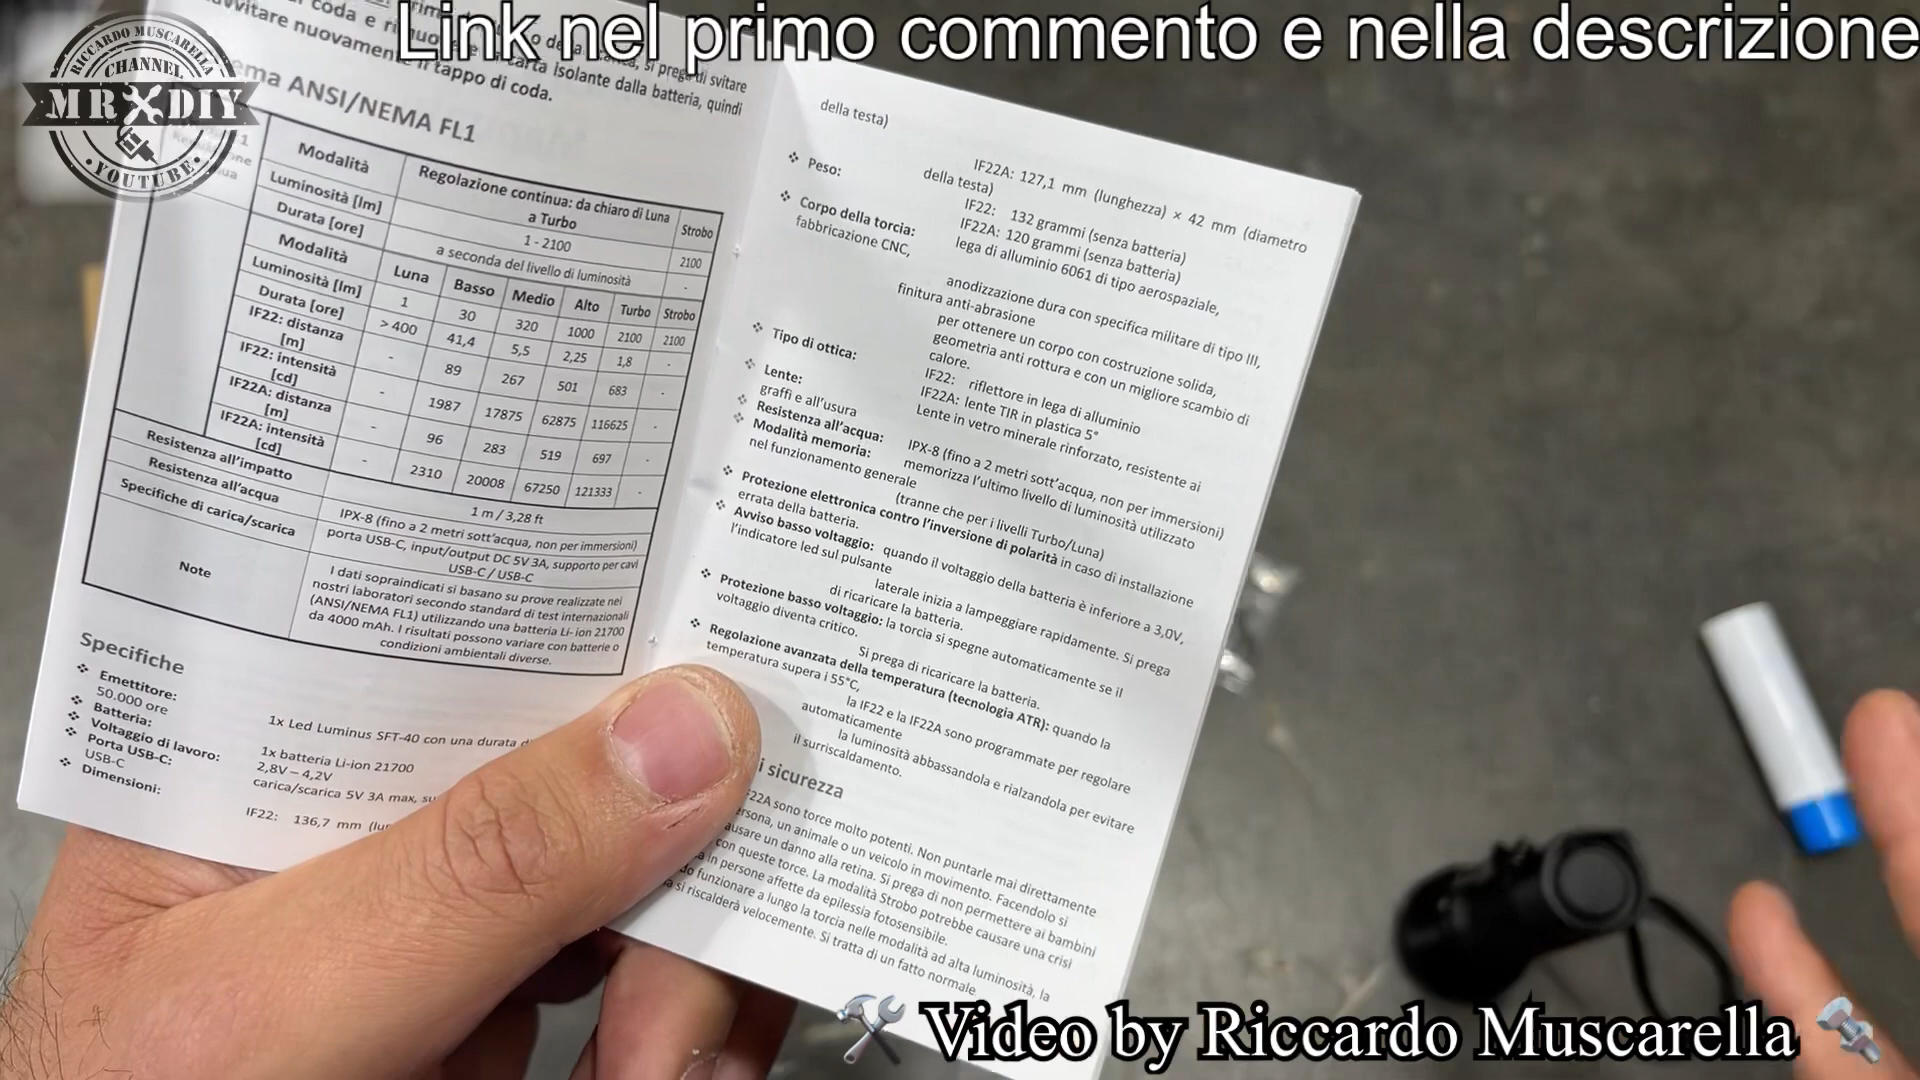 Link nel primo commento e nella descrizione
RICCARDO MUSCARELLA
CHANNEL
MR DIY
YOUTUBE
coda e
carta isolante dalla batteria, quindi
si prega di svitare
nuovamente il tappo di coda.
ANSI/NEMA FL1
Modalità
Regolazione continua: da chiaro di Luna
a Turbo
Strobo
Luminosità [lm]
1 - 2100
2100
Durata [ore]
a seconda del livello di luminosità
-
Modalità
Luna
Basso
Medio
Alto
Turbo
Strobo
Luminosità [lm]
1
30
320
1000
2100
2100
Durata [ore]
> 400
41,4
5,5
2,25
1,8
-
IF22: distanza
[m]
-
89
267
501
683
-
IF22: intensità
[cd]
-
1987
17875
62875
116625
-
IF22A: distanza
[m]
-
96
283
519
697
-
IF22A: intensità
[cd]
-
2310
20008
67250
121333
-
Resistenza all'impatto
1 m / 3,28 ft
Resistenza all'acqua
IPX-8 (fino a 2 metri sott'acqua, non per immersioni)
Specifiche di carica/scarica
porta USB-C, input/output DC 5V 3A, supporto per cavi
USB-C / USB-C
Note
I dati sopraindicati si basano su prove realizzate nei
nostri laboratori secondo standard di test internazionali
(ANSI/NEMA FL1) utilizzando una batteria Li- ion 21700
da 4000 mAh. I risultati possono variare con batterie o
condizioni ambientali diverse.
Specifiche
Emettitore:
1x Led Luminus SFT-40 con una durata
50.000 ore
Batteria:
1x batteria Li-ion 21700
Voltaggio di lavoro:
2,8V – 4,2V
Porta USB-C:
carica/scarica 5V 3A max,
USB-C
Dimensioni:
IF22: 136,7 mm
della testa)
IF22A: 127,1 mm (lunghezza) × 42 mm (diametro
della testa)
Peso:
IF22: 132 grammi (senza batteria)
IF22A: 120 grammi (senza batteria)
Corpo della torcia:
lega di alluminio 6061 di tipo aerospaziale,
fabbricazione CNC,
anodizzazione dura con specifica militare di tipo III,
finitura anti-abrasione
per ottenere un corpo con costruzione solida,
geometria anti rottura e con un migliore scambio di
calore.
Tipo di ottica:
IF22: riflettore in lega di alluminio
IF22A: lente TIR in plastica 5°
Lente:
Lente in vetro minerale rinforzato, resistente ai
graffi e all'usura
Resistenza all'acqua:
IPX-8 (fino a 2 metri sott'acqua, non per immersioni)
Modalità memoria:
memorizza l'ultimo livello di luminosità utilizzato
nel funzionamento generale
(tranne che per i livelli Turbo/Luna)
Protezione elettronica contro l'inversione di polarità in caso di installazione
errata della batteria.
Avviso basso voltaggio: quando il voltaggio della batteria è inferiore a 3,0V,
l'indicatore led sul pulsante
laterale inizia a lampeggiare rapidamente. Si prega
di ricaricare la batteria.
Protezione basso voltaggio: la torcia si spegne automaticamente se il
voltaggio diventa critico.
Si prega di ricaricare la batteria.
Regolazione avanzata della temperatura (tecnologia ATR): quando la
temperatura supera i 55°C,
la IF22 e la IF22A sono programmate per regolare
automaticamente
la luminosità abbassandola e rialzandola per evitare
il surriscaldamento.
i sicurezza
F22A sono torce molto potenti. Non puntarle mai direttamente
persona, un animale o un veicolo in movimento. Facendolo si
causare un danno alla retina. Si prega di non permettere ai bambini
con queste torce. La modalità Strobo potrebbe causare una crisi
in persone affette da epilessia fotosensibile.
funzionare a lungo la torcia nelle modalità ad alta luminosità, la
si riscalderà velocemente. Si tratta di un fatto normale
Video by Riccardo Muscarella